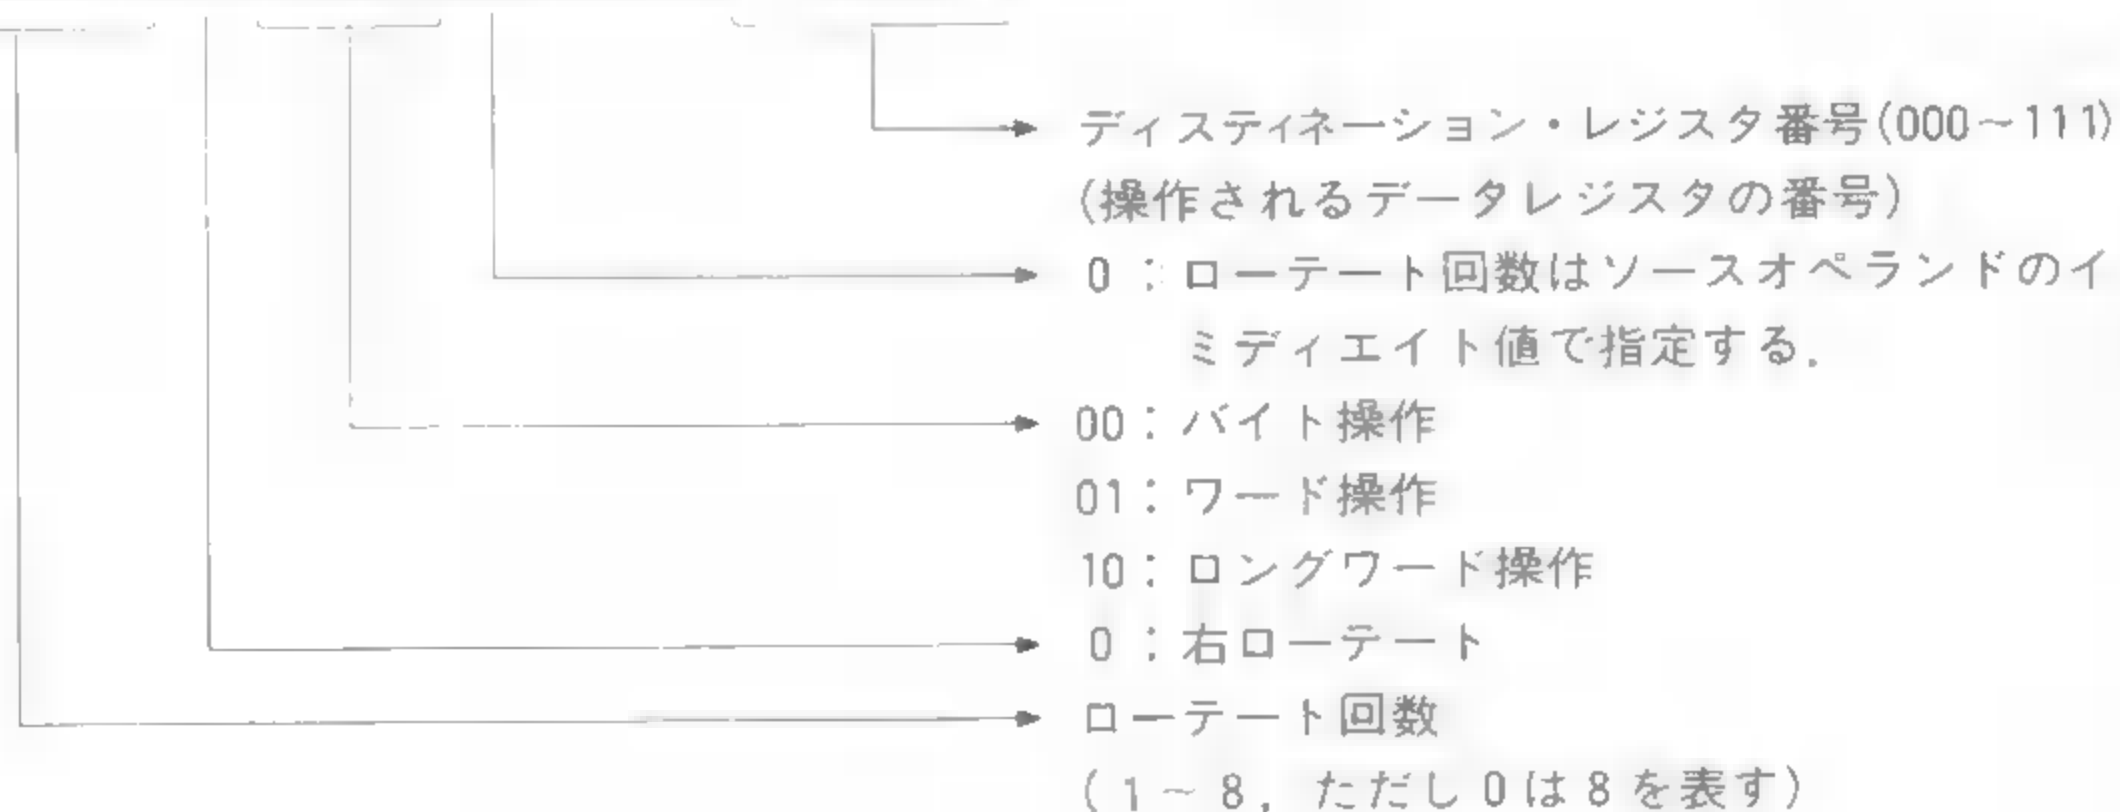 ディスティネーション・レジスタ番号(000~111)
(操作されるデータレジスタの番号)
0：ローテート回数はソースオペランドのイ
ミディエイト値で指定する.
00：バイト操作
01：ワード操作
10：ロングワード操作
0：右ローテート
ローテート回数
(1~8, ただし0は8を表す)